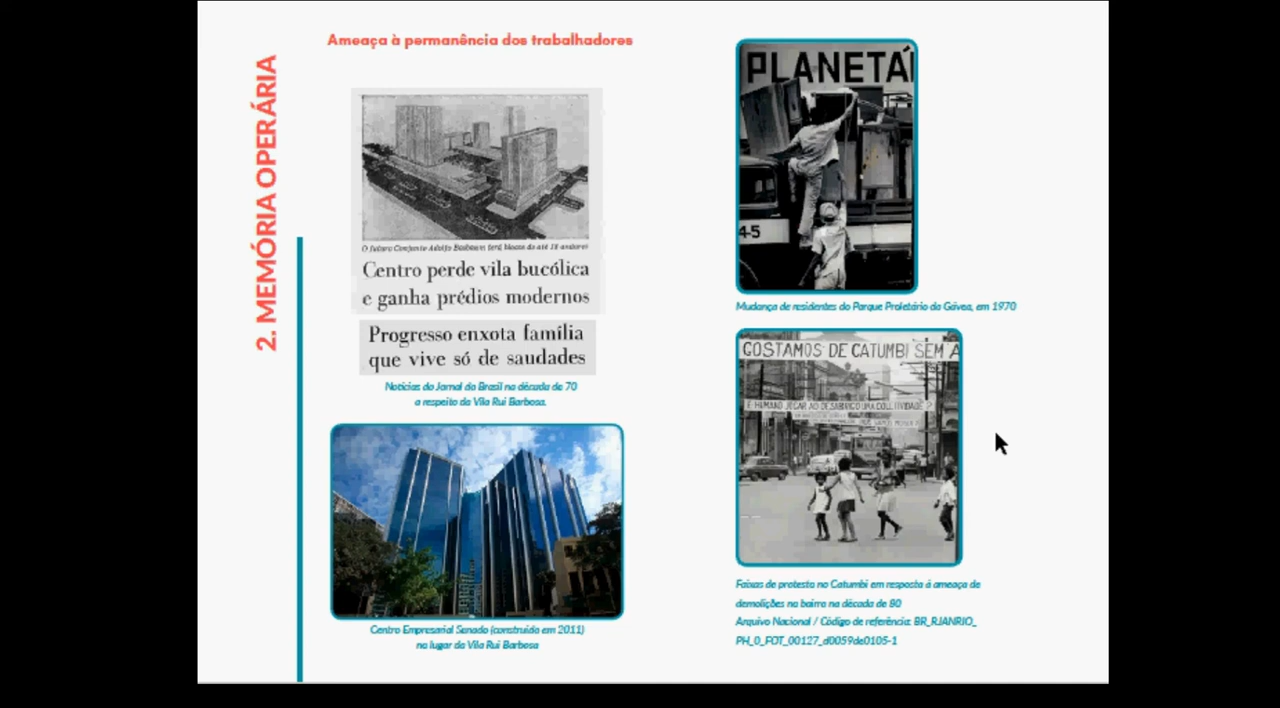 2. MEMÓRIA OPERÁRIA
Ameaça à permanência dos trabalhadores
O futuro Conjunto Adolfo Basbaum terá blocos de até 18 andares
Centro perde vila bucólica
e ganha prédios modernos
Progresso enxota família
que vive só de saudades
Notícias do Jornal do Brasil na década de 70
a respeito da Vila Rui Barbosa.
Centro Empresarial Senado (construído em 2011)
no lugar da Vila Rui Barbosa
PLANETÁ
4-5
Mudança de residentes do Parque Proletário da Gávea, em 1970
GOSTAMOS DE CATUMBI SEM A
É HUMANO JOGAR AO DESABRIGO UMA COLETIVIDADE?
Faixas de protesto no Catumbi em resposta à ameaça de
demolições no bairro na década de 80
Arquivo Nacional / Código de referência: BR_RJANRIO_
PH_0_FOT_00127_d0059de0105-1